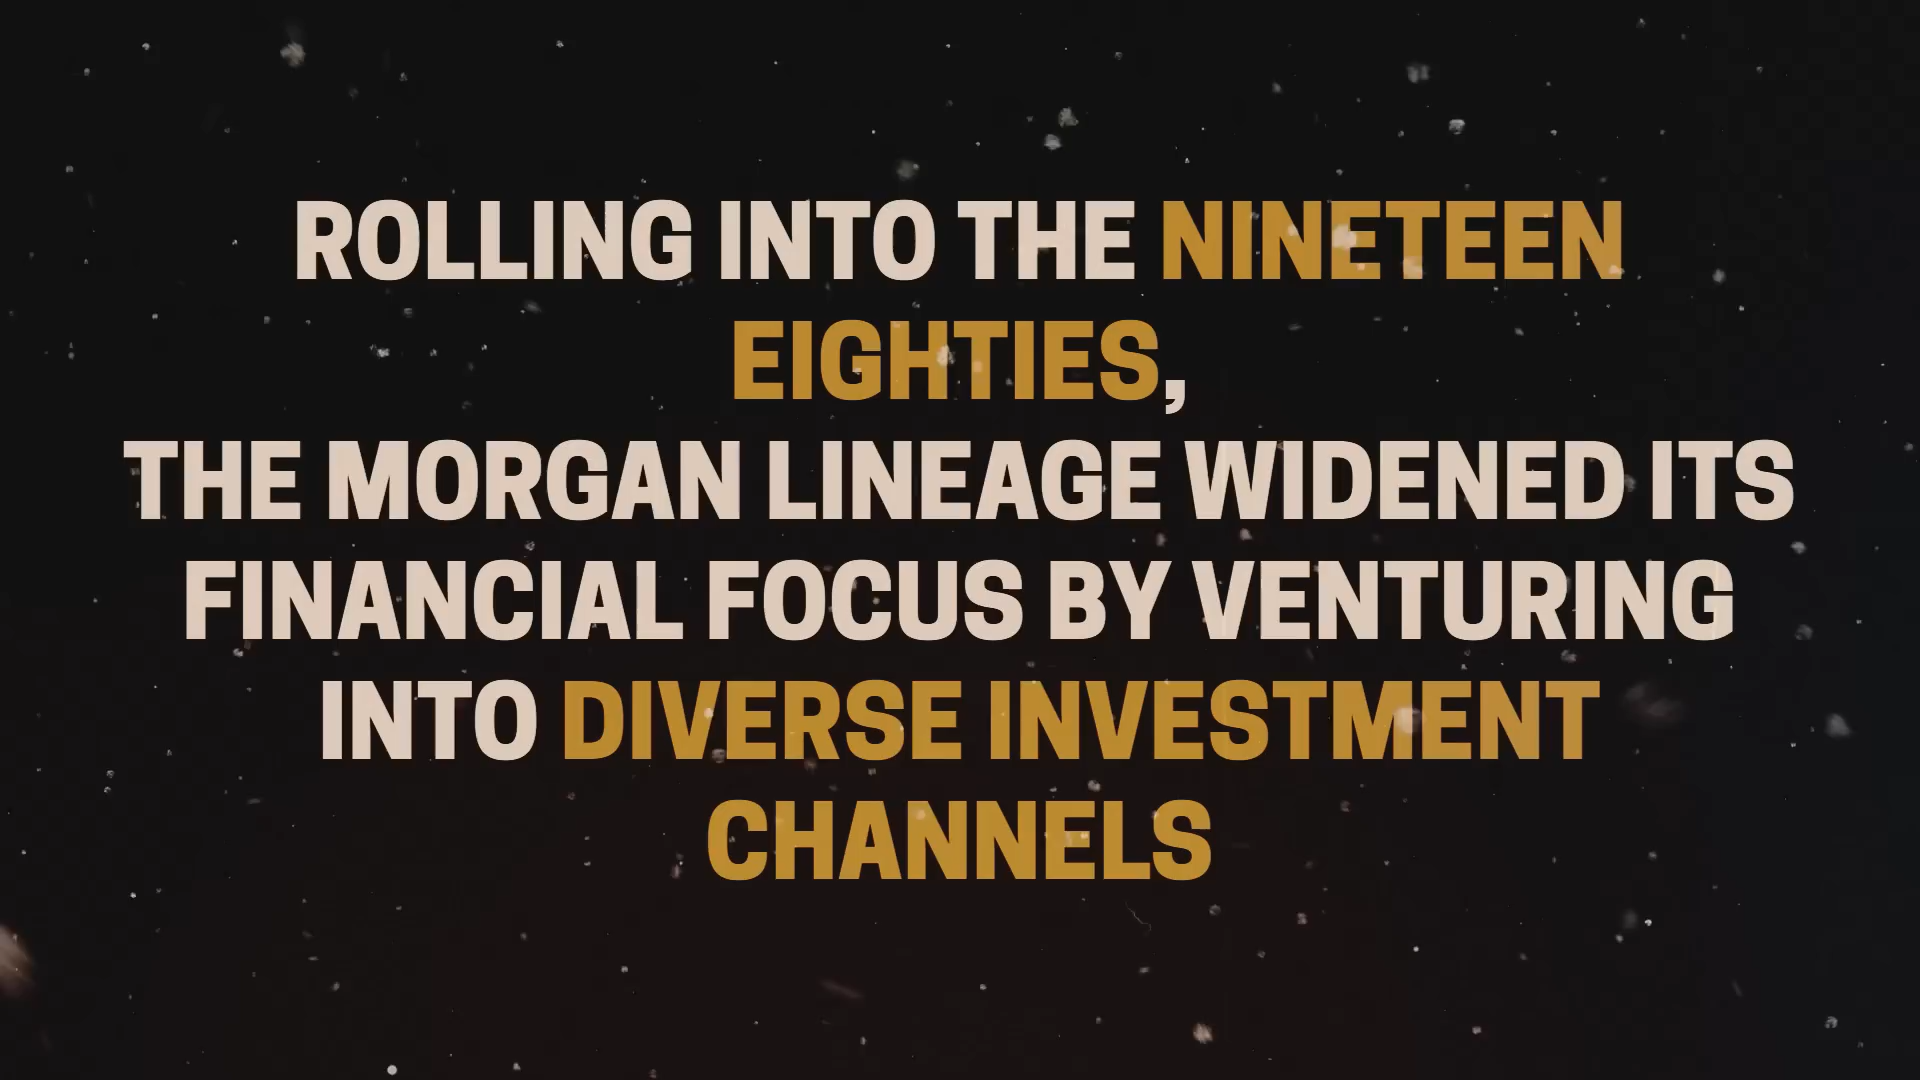 ROLLING INTO THE NINETEEN
EIGHTIES,
THE MORGAN LINEAGE WIDENED ITS
FINANCIAL FOCUS BY VENTURING
INTO DIVERSE INVESTMENT
CHANNELS